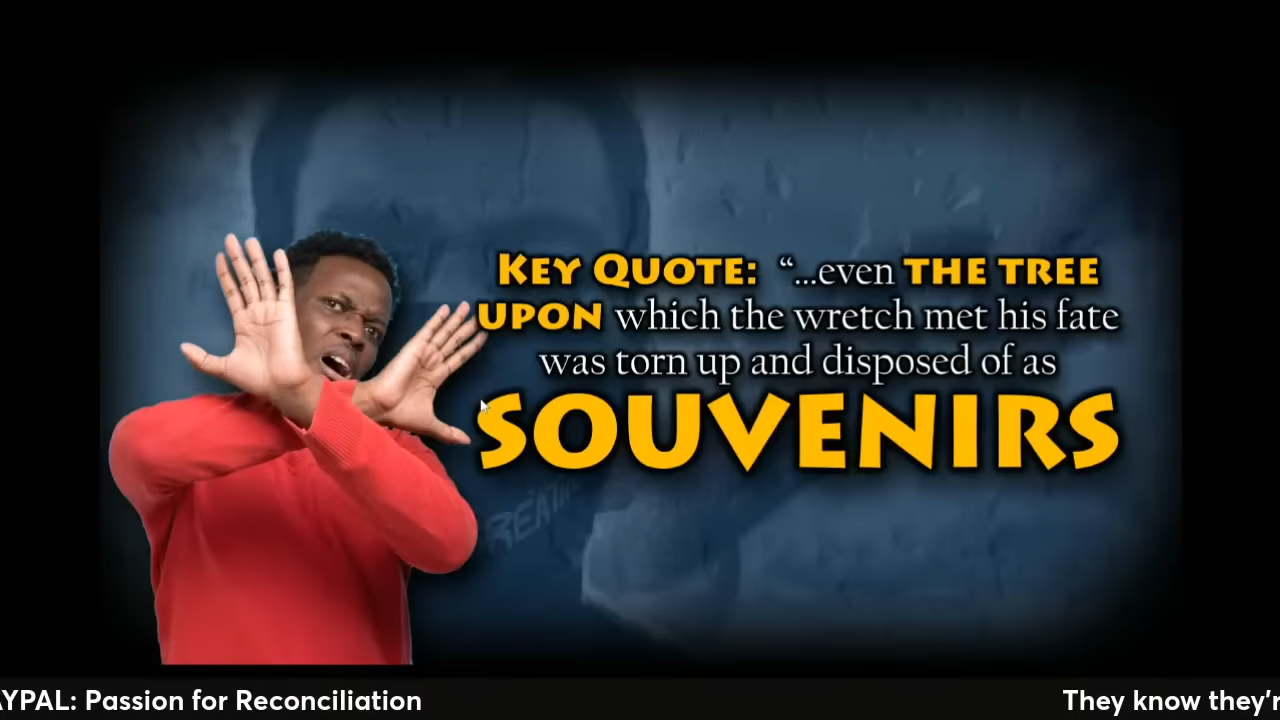 KEY QUOTE: “...even THE TREE
UPON which the wretch met his fate
was torn up and disposed of as
SOUVENIRS
AYPAL: Passion for Reconciliation
They know they'r